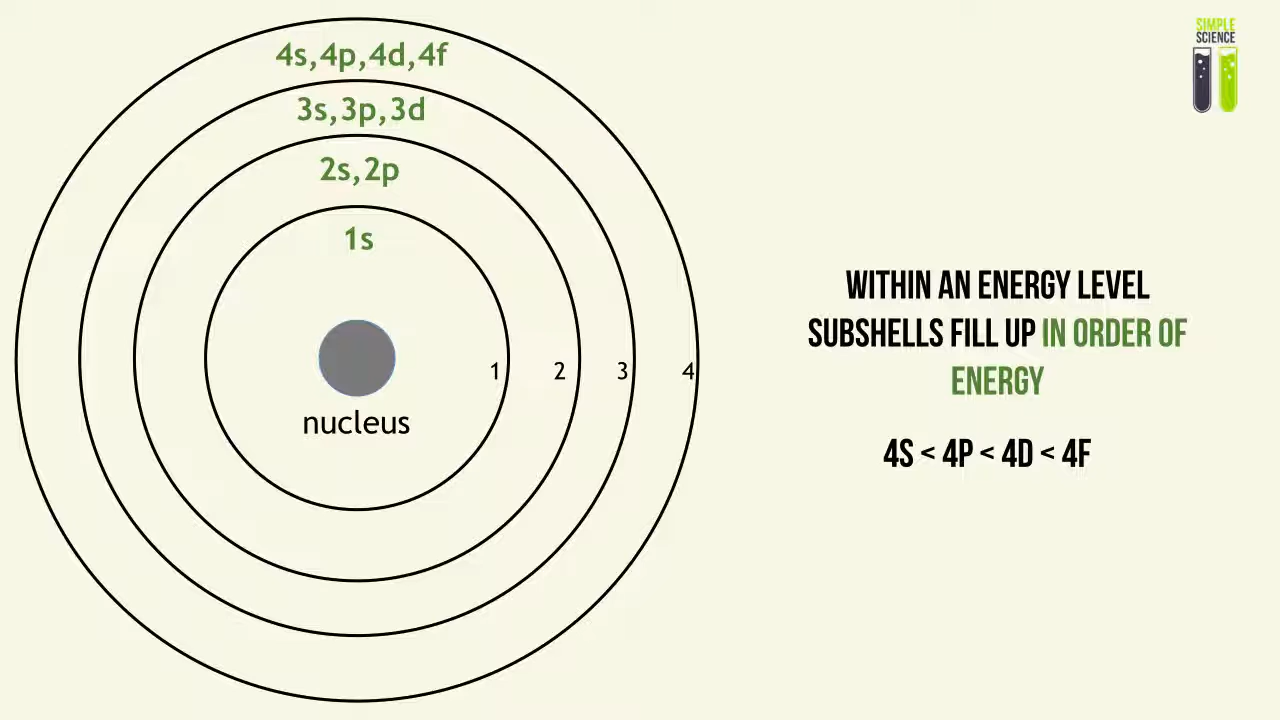 SIMPLE
SCIENCE
4s,4p,4d,4f
3s,3p,3d
2s,2p
1s
1 2 3 4
nucleus
WITHIN AN ENERGY LEVEL
SUBSHELLS FILL UP IN ORDER OF
ENERGY
4S < 4P < 4D < 4F